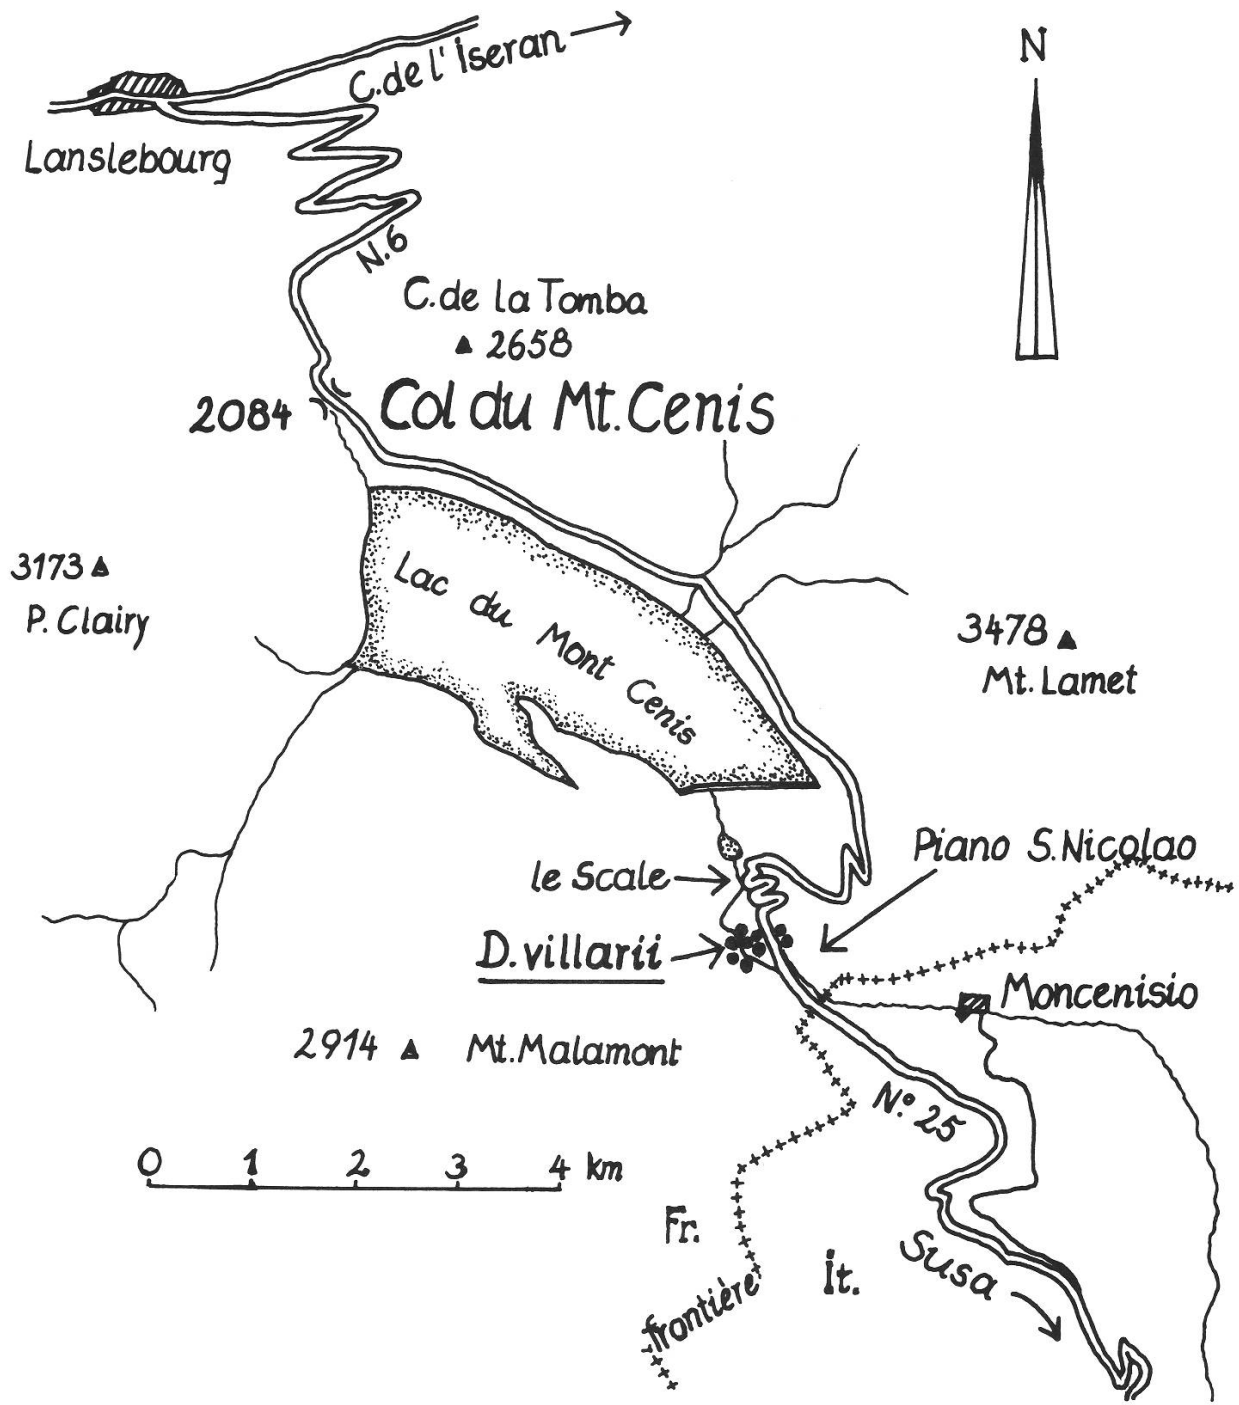 C.de l'İseran
N
Lanslebourg
N.6
C.de la Tomba
2658
2084
Col du Mt.Cenis
3173
P.Clairy
Lac du Mont Cenis
3478
Mt.Lamet
Piano S.Nicolao
le Scale
D.villarii
Moncenisio
2914
Mt.Malamont
N.º 25
0 1 2 3 4 km
Fr.
İt.
Susa
frontière